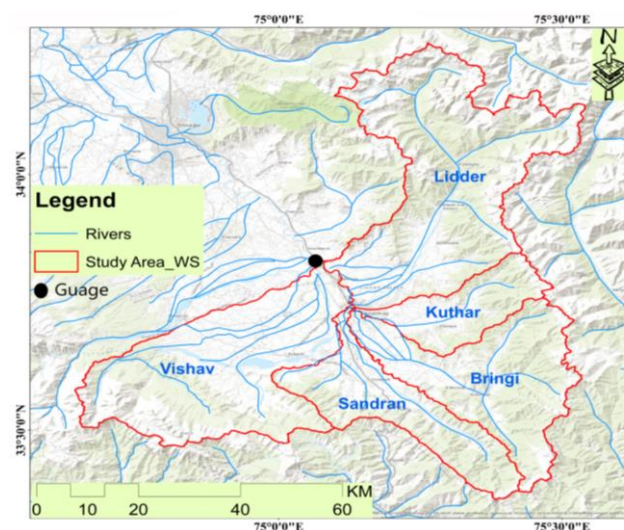 75°0'0"E
75°30'0"E
N
34°0'0"N
Lidder
Legend
Rivers
Study Area_WS
Guage
Kuthar
Vishav
Bringi
Sandran
33°30'0"N
KM
0 10 20 40 60
75°0'0"E
75°30'0"E